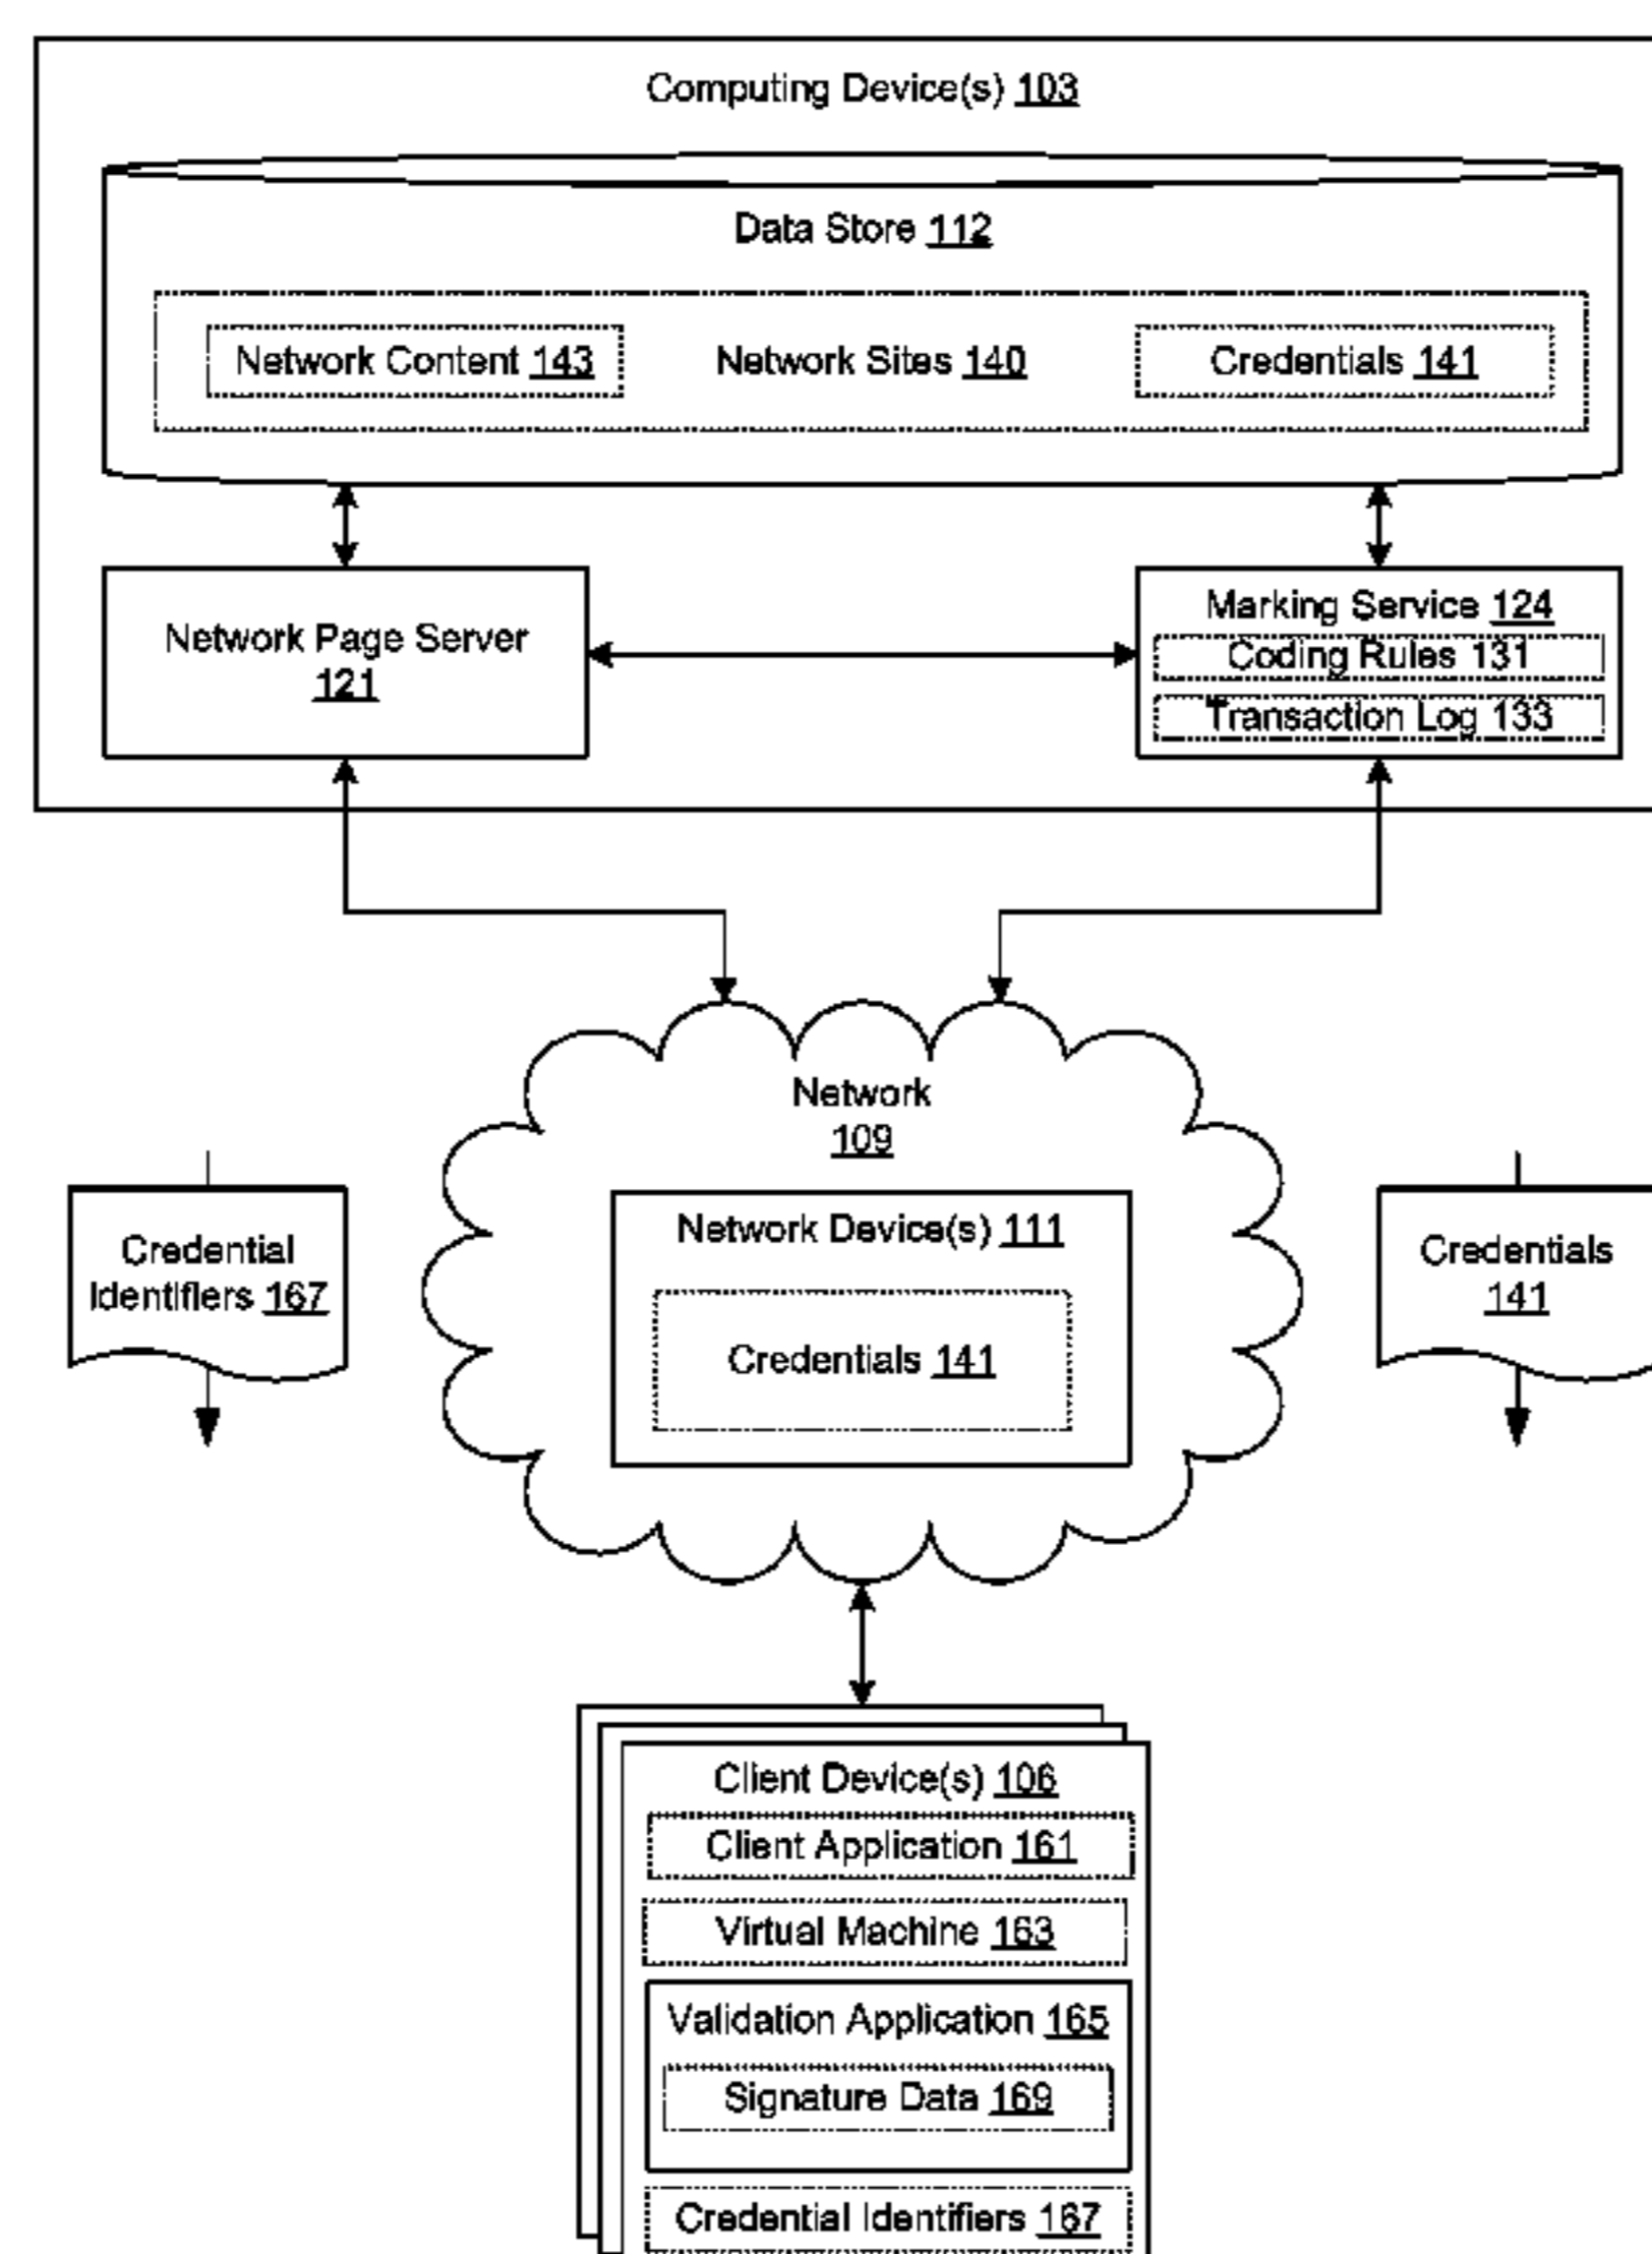 Computing Device(s) 103
Data Store 112
Network Content 143
Network Sites 140
Credentials 141
Network Page Server
121
Marking Service 124
Coding Rules 131
Transaction Log 133
Network
109
Network Device(s) 111
Credentials 141
Credential
Identifiers 167
Credentials
141
Client Device(s) 106
Client Application 161
Virtual Machine 163
Validation Application 165
Signature Data 169
Credential Identifiers 167